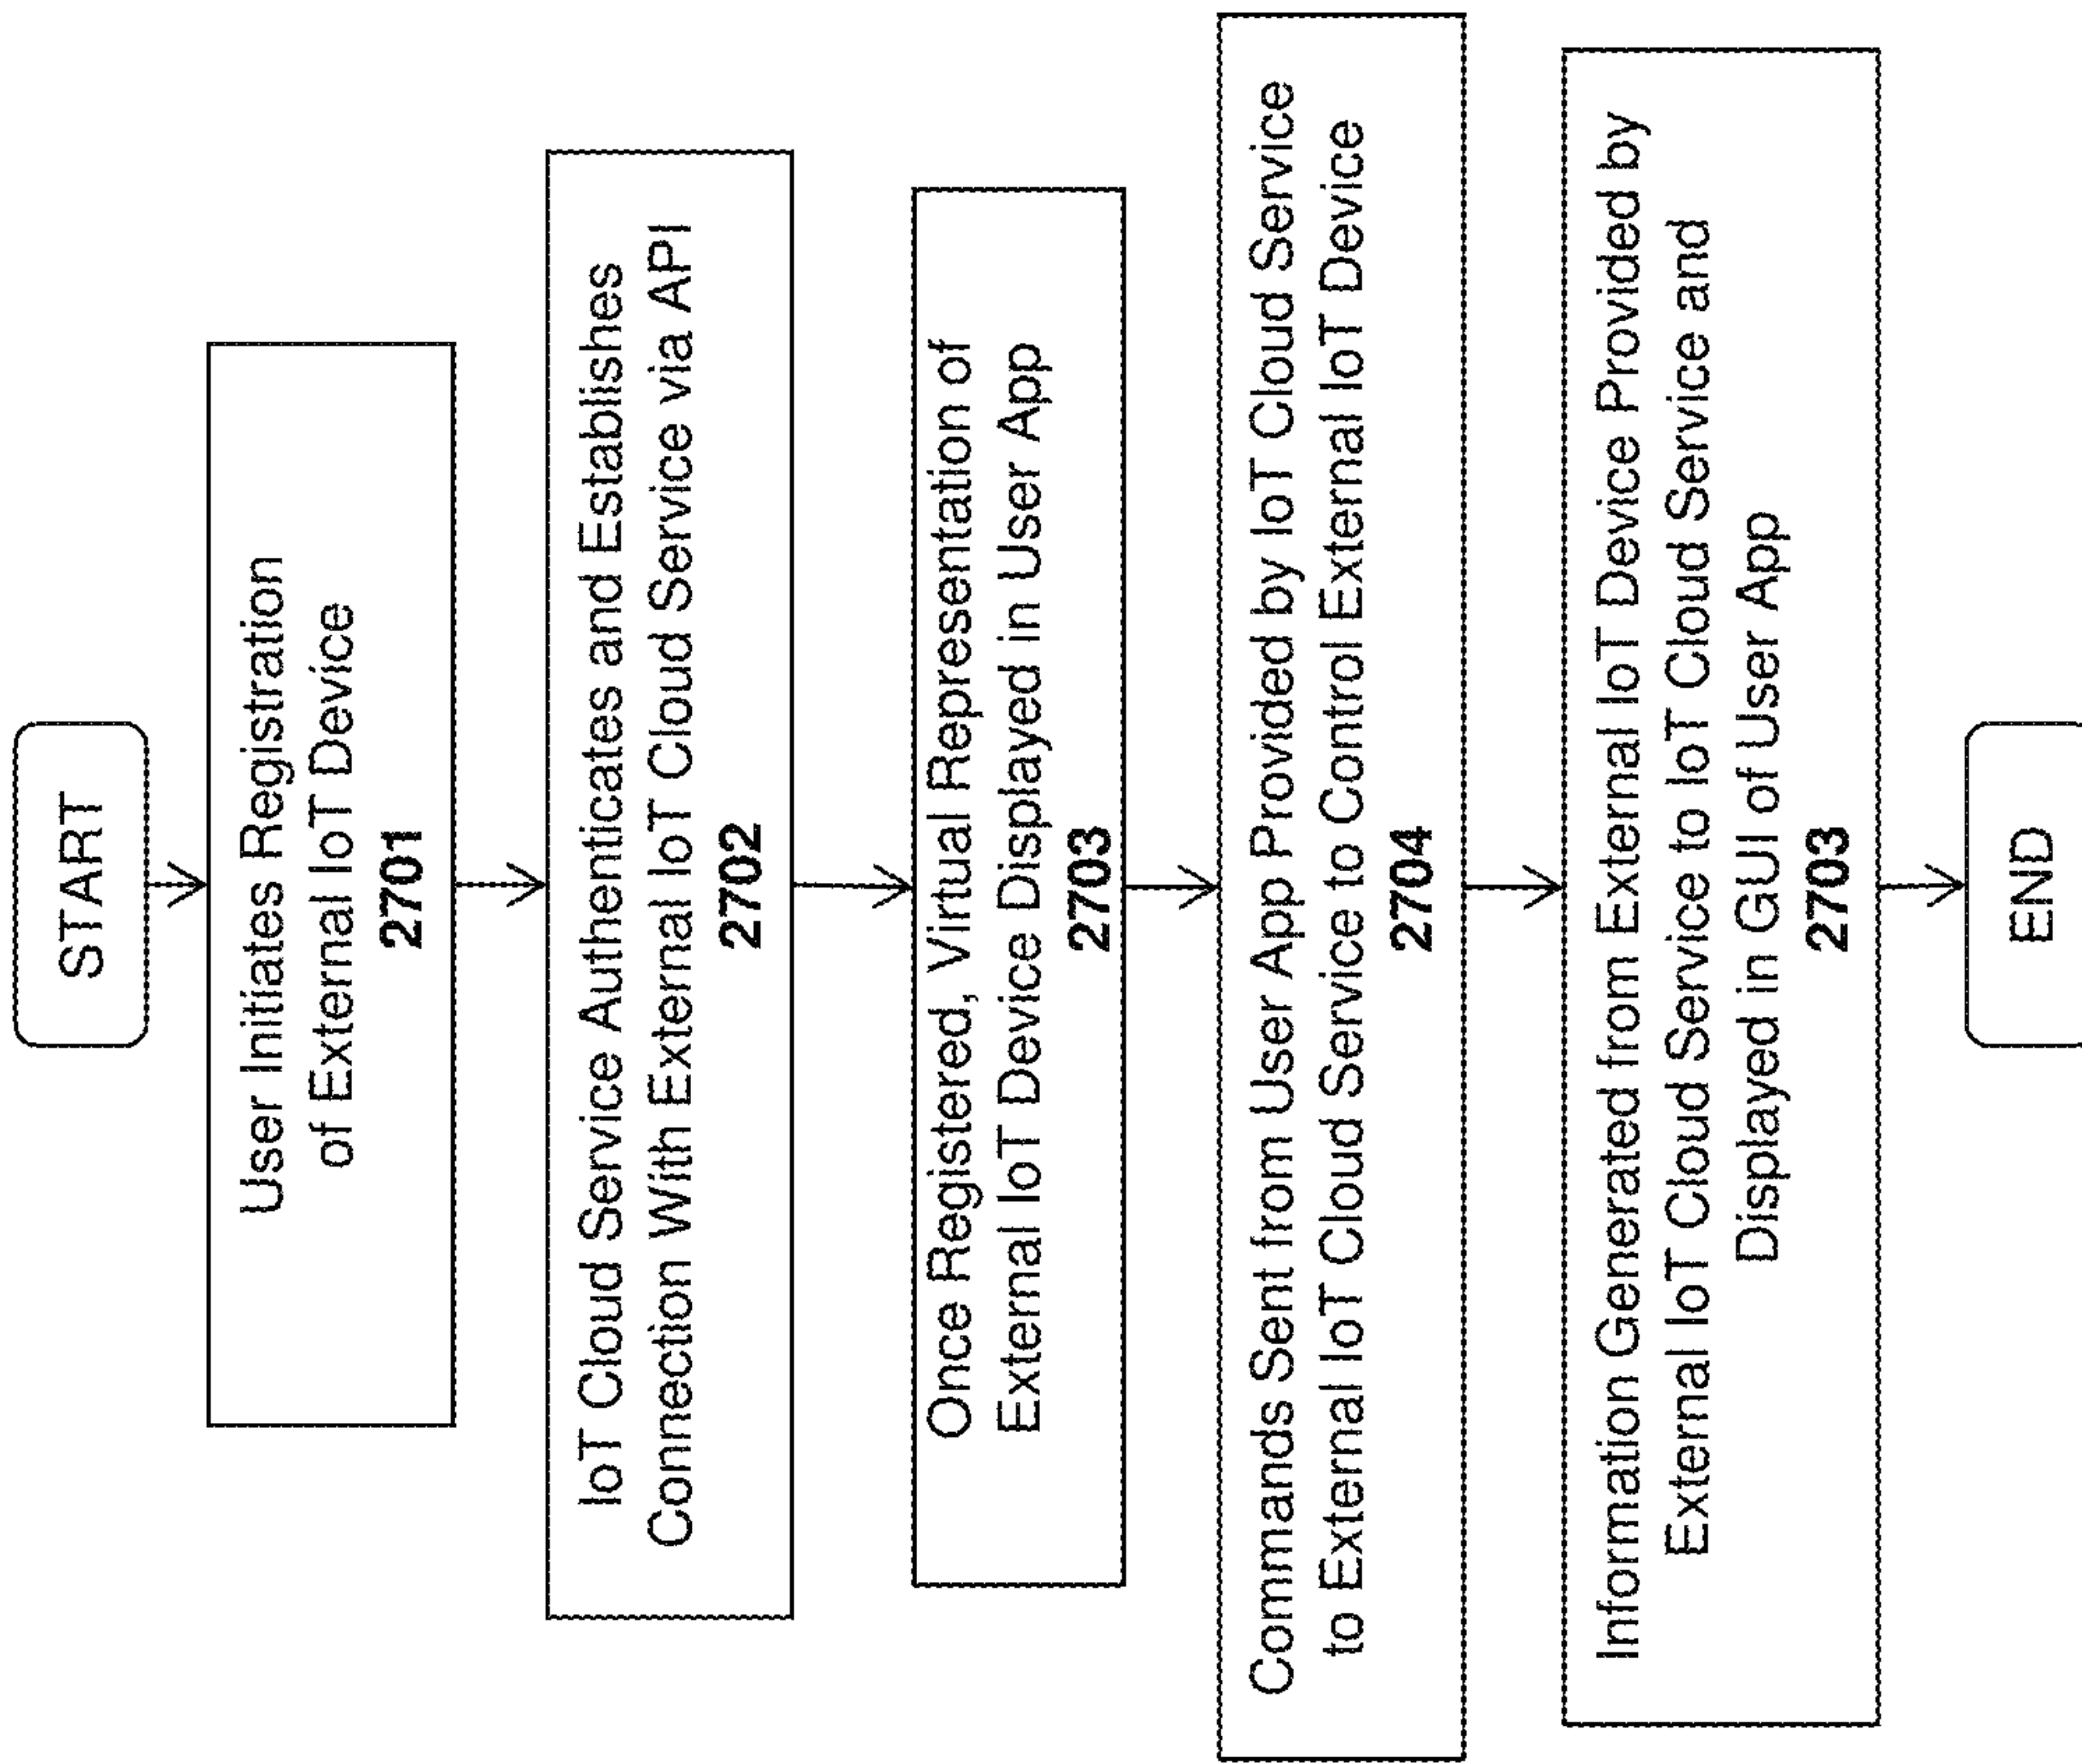 START
User Initiates Registration
of External IoT Device
2701
IoT Cloud Service Authenticates and Establishes
Connection With External IoT Cloud Service via API
2702
Once Registered, Virtual Representation of
External IoT Device Displayed in User App
2703
Commands Sent from User App Provided by IoT Cloud Service
to External IoT Cloud Service to Control External IoT Device
2704
Information Generated from External IoT Device Provided by
External IoT Cloud Service to IoT Cloud Service and
Displayed in GUI of User App
2703
END